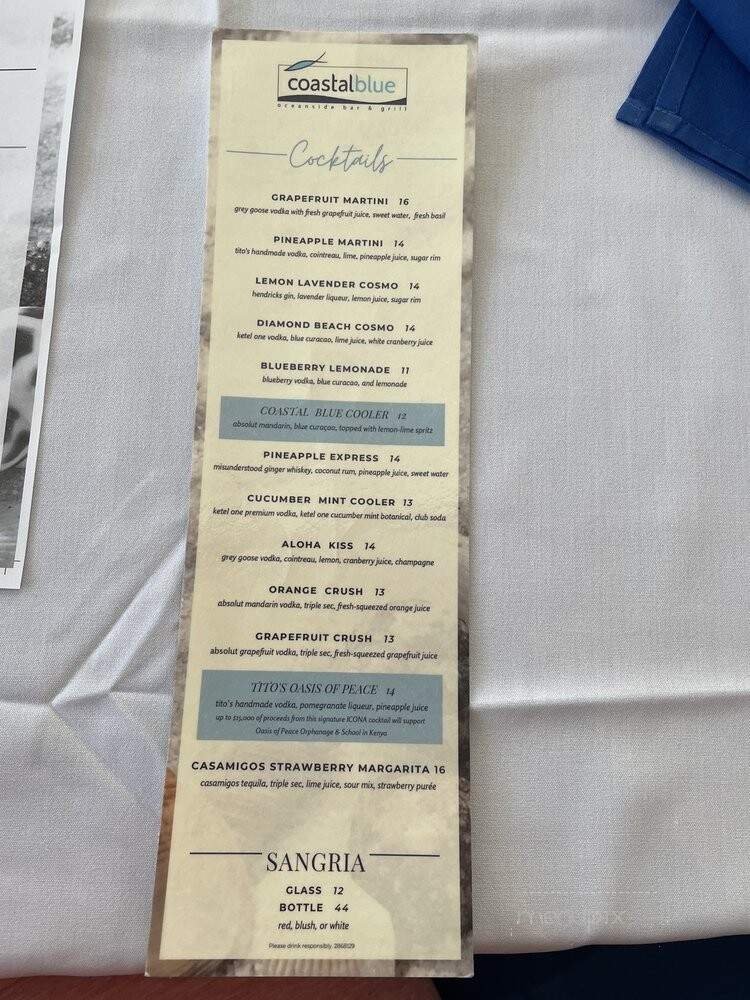 coastalblue
oceanside bar & grill
Cocktails
GRAPEFRUIT MARTINI 16
grey goose vodka with fresh grapefruit juice, sweet water, fresh basil
PINEAPPLE MARTINI 14
tito's handmade vodka, cointreau, lime, pineapple juice, sugar rim
LEMON LAVENDER COSMO 14
hendricks gin, lavender liqueur, lemon juice, sugar rim
DIAMOND BEACH COSMO 14
ketel one vodka, blue curacao, lime juice, white cranberry juice
BLUEBERRY LEMONADE 11
blueberry vodka, blue curacao, and lemonade
COASTAL BLUE COOLER 12
absolut mandarin, blue curaçao, topped with lemon-lime spritz
PINEAPPLE EXPRESS 14
misunderstood ginger whiskey, coconut rum, pineapple juice, sweet water
CUCUMBER MINT COOLER 13
ketel one premium vodka, ketel one cucumber mint botanical, club soda
ALOHA KISS 14
grey goose vodka, cointreau, lemon, cranberry juice, champagne
ORANGE CRUSH 13
absolut mandarin vodka, triple sec, fresh-squeezed orange juice
GRAPEFRUIT CRUSH 13
absolut grapefruit vodka, triple sec, fresh-squeezed grapefruit juice
TITO'S OASIS OF PEACE 14
tito's handmade vodka, pomegranate liqueur, pineapple juice
up to $15,000 of proceeds from this signature ICONA cocktail will support
Oasis of Peace Orphanage & School in Kenya
CASAMIGOS STRAWBERRY MARGARITA 16
casamigos tequila, triple sec, lime juice, sour mix, strawberry purée
SANGRIA
GLASS 12
BOTTLE 44
red, blush, or white
Please drink responsibly. 2868129
menupix